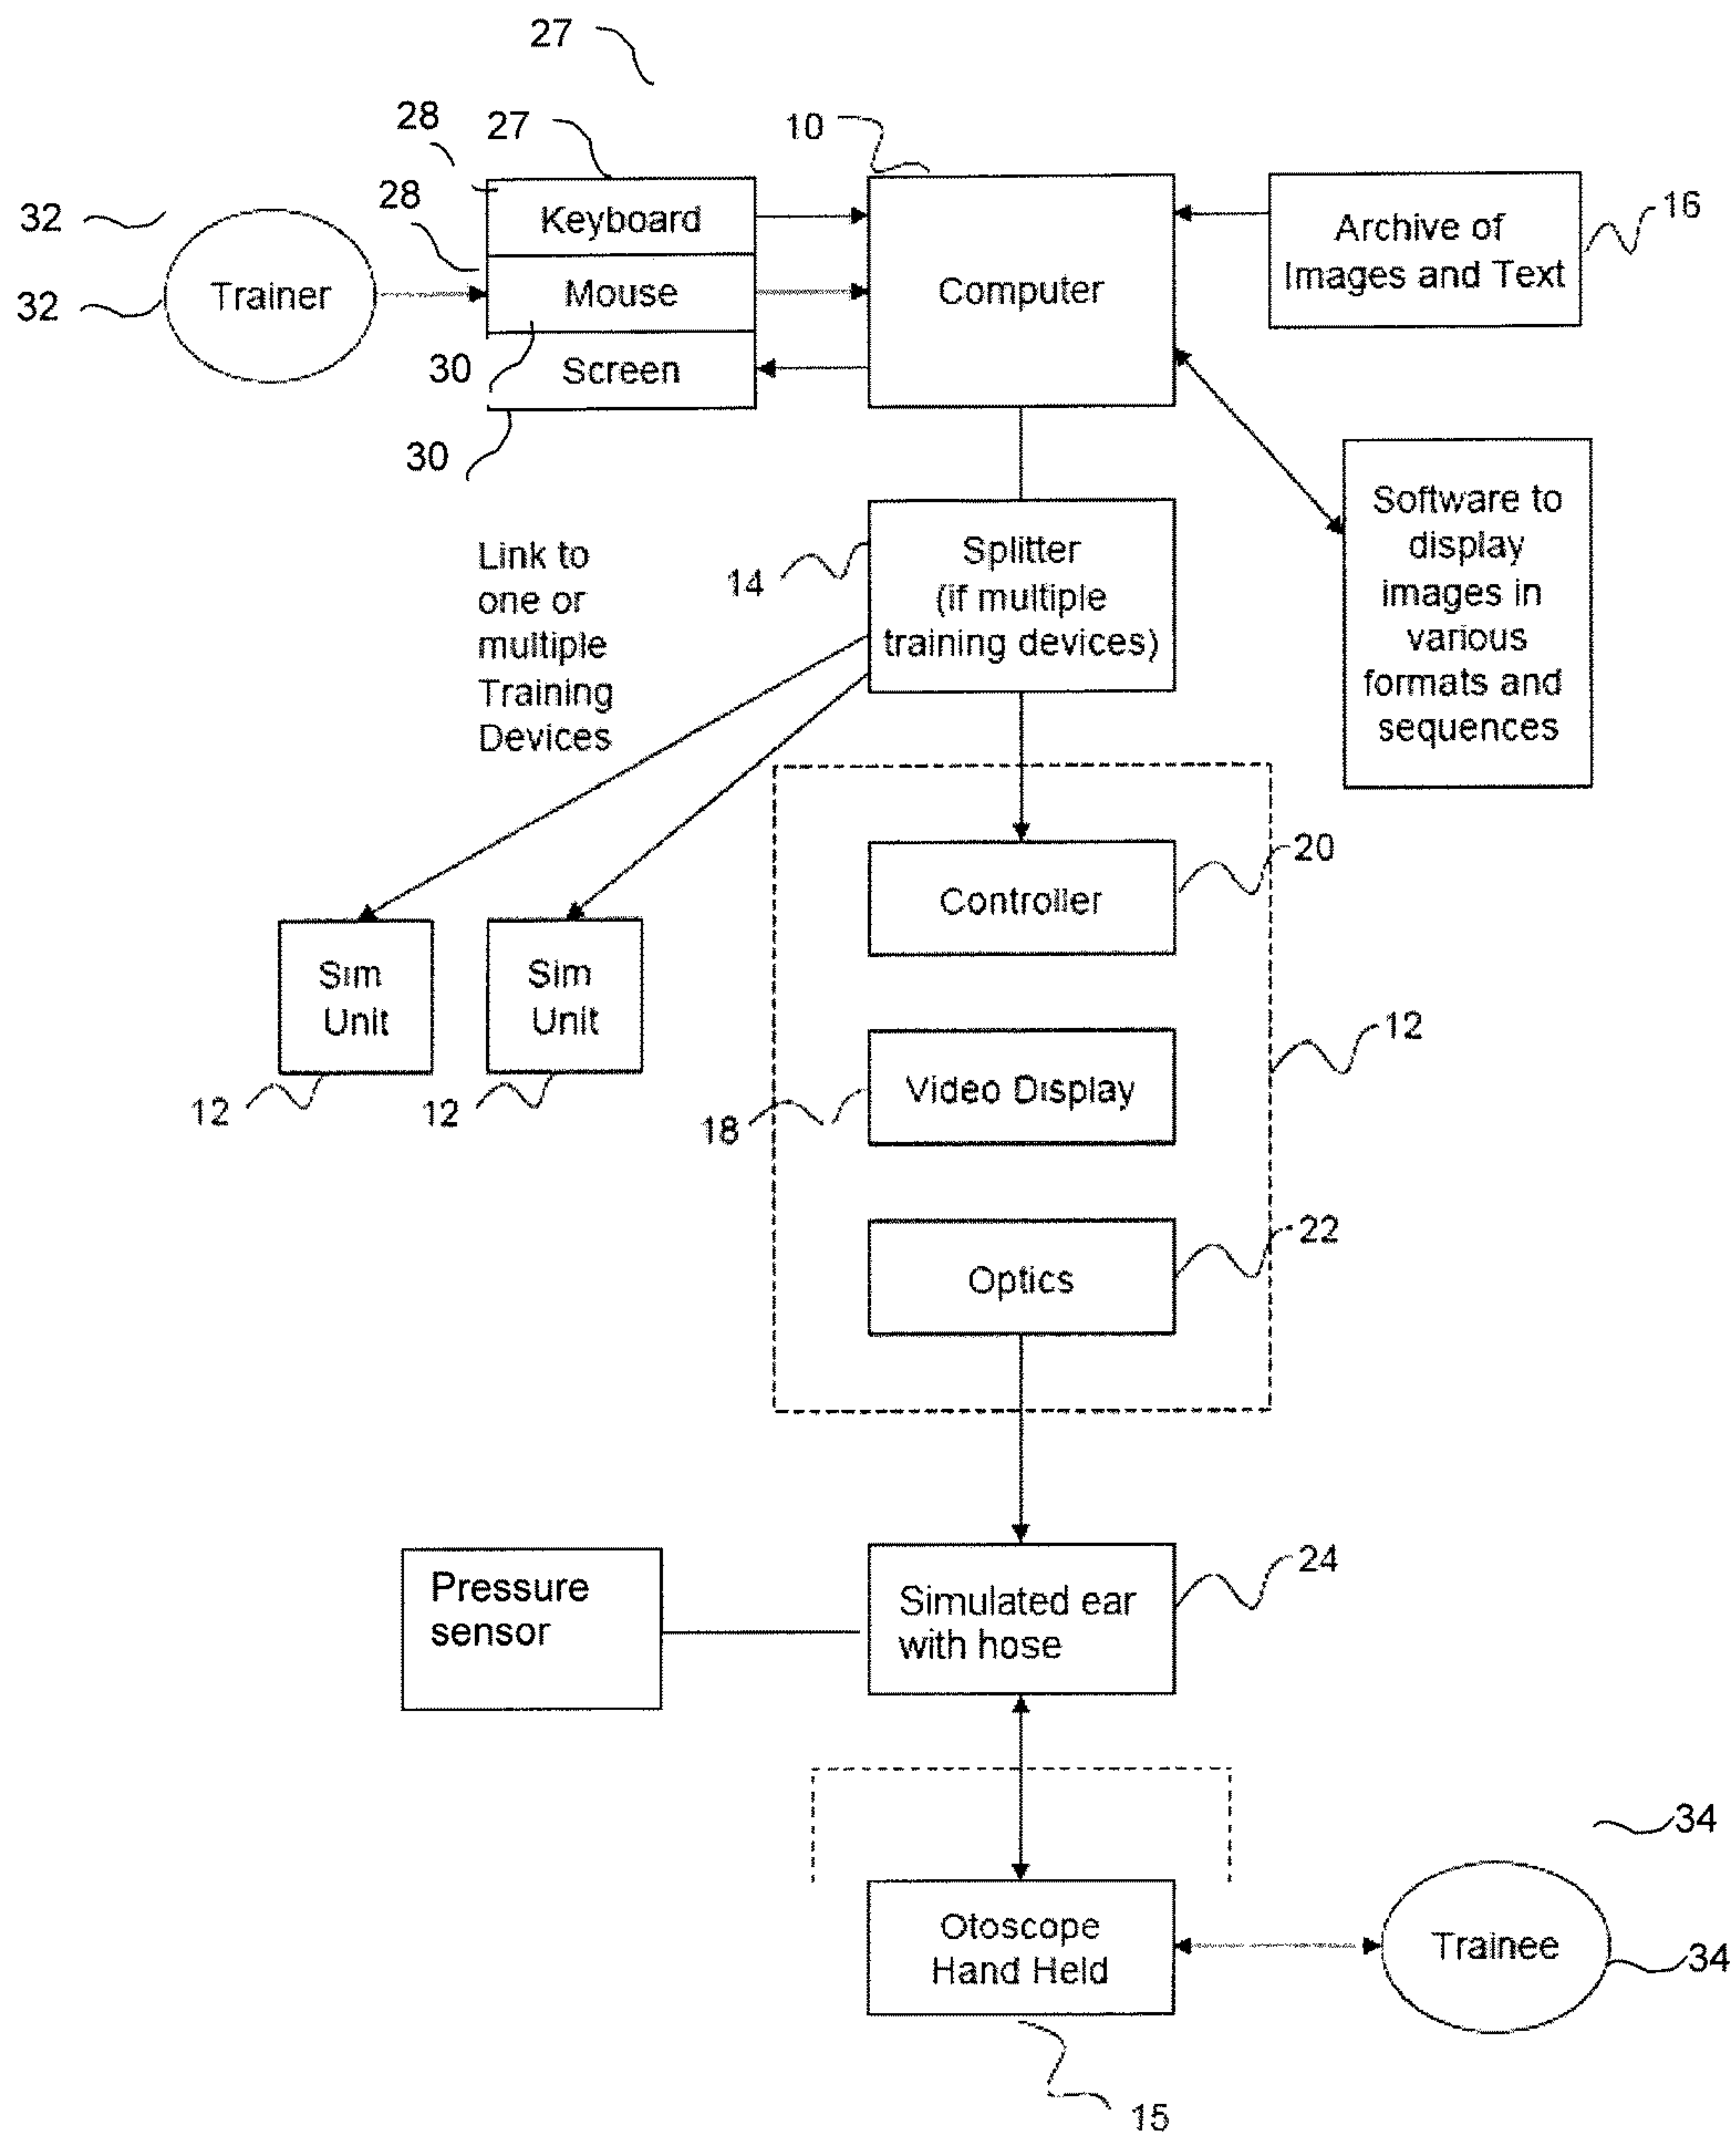 27
28
27
10
32
28
Keyboard
Archive of
Images and Text
16
32
Trainer
Mouse
Computer
30
Screen
30
Software to
display
images in
various
formats and
sequences
Link to
one or
multiple
Training
Devices
14
Splitter
(if multiple
training devices)
Controller
20
Sim
Unit
Sim
Unit
12
12
12
18
Video Display
22
Optics
Pressure
sensor
Simulated ear
with hose
24
34
Otoscope
Hand Held
Trainee
34
15